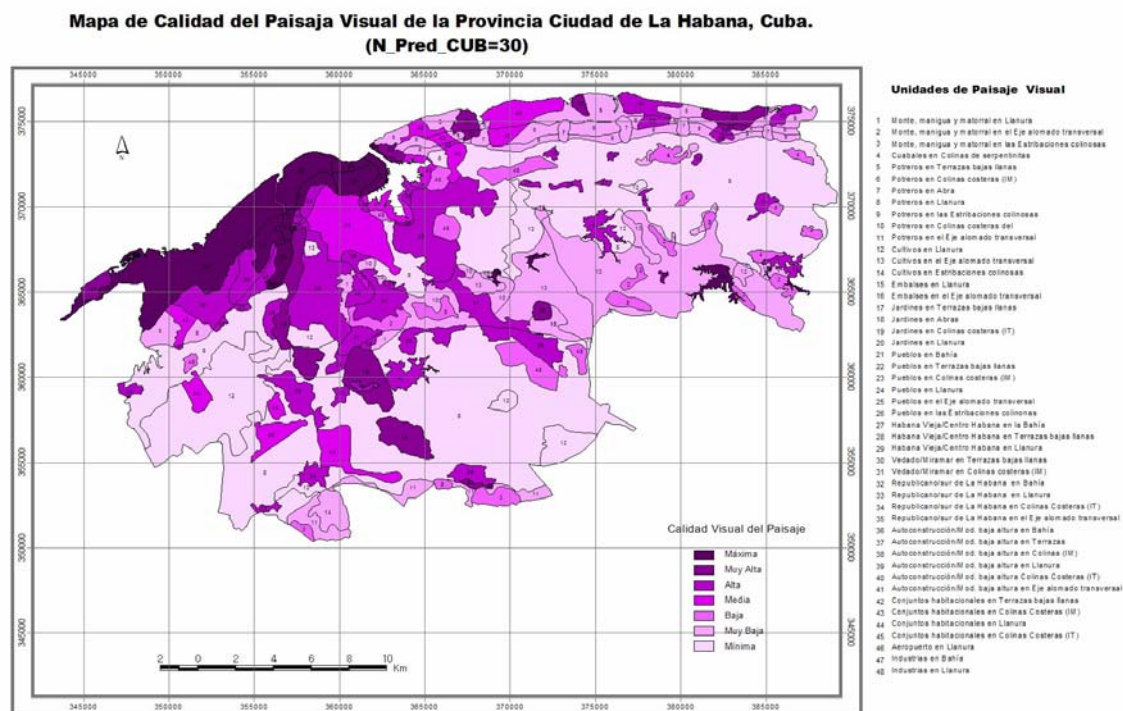 Mapa de Calidad del Paisaja Visual de la Provincia Ciudad de La Habana, Cuba.
(N_Pred_CUB=30)
345000 350000 355000 360000 365000 370000 375000 380000 385000
375000 375000
N
370000 370000
365000 365000
360000 360000
355000 355000
350000 350000
345000 345000
Calidad Visual del Paisaje
Máxima
Muy Alta
Alta
Media
Baja
Muy Baja
Mínima
2 0 2 4 6 8 10
Km
345000 350000 355000 360000 365000 370000 375000 380000 385000
Unidades de Paisaje Visual
1 Monte, manigua y matorral en Llanura
2 Monte, manigua y matorral en el Eje alomado transversal
3 Monte, manigua y matorral en las Estribaciones colinosas
4 Cuabales en Colinas de serpentinitas
5 Potreros en Terrazas bajas llanas
6 Potreros en Colinas costeras (IM)
7 Potreros en Abra
8 Potreros en Llanura
9 Potreros en las Estribaciones colinosas
10 Potreros en Colinas costeras del
11 Potreros en el Eje alomado transversal
12 Cultivos en Llanura
13 Cultivos en el Eje alomado transversal
14 Cultivos en Estribaciones colinosas
15 Embalses en Llanura
16 Embalses en el Eje alomado transversal
17 Jardines en Terrazas bajas llanas
18 Jardines en Abras
19 Jardines en Colinas costeras (IT)
20 Jardines en Llanura
21 Pueblos en Bahía
22 Pueblos en Terrazas bajas llanas
23 Pueblos en Colinas costeras (IM)
24 Pueblos en Llanura
25 Pueblos en el Eje alomado transversal
26 Pueblos en las Estribaciones colinonas
27 Habana Vieja/Centro Habana en la Bahía
28 Habana Vieja/Centro Habana en Terrazas bajas llanas
29 Habana Vieja/Centro Habana en Llanura
30 Vedado/Miramar en Terrazas bajas llanas
31 Vedado/Miramar en Colinas costeras (IM)
32 Republicano/sur de La Habana en Bahía
33 Republicano/sur de La Habana en Llanura
34 Republicano/sur de La Habana en Colinas Costeras (IT)
35 Republicano/sur de La Habana en el Eje alomado transversal
36 Autoconstrucción/Mod. baja altura en Bahía
37 Autoconstrucción/Mod. baja altura en Terrazas
38 Autoconstrucción/Mod. baja altura en Colinas (IM)
39 Autoconstrucción/Mod. baja altura en Llanura
40 Autoconstrucción/Mod. baja altura Colinas Costeras (IT)
41 Autoconstrucción/Mod. baja altura en Eje alomado transversal
42 Conjuntos habitacionales en Terrazas bajas llanas
43 Conjuntos habitacionales en Colinas Costeras (IM)
44 Conjuntos habitacionales en Llanura
45 Conjuntos habitacionales en Colinas Costeras (IT)
46 Aeropuerto en Llanura
47 Industrias en Bahía
48 Industrias en Llanura